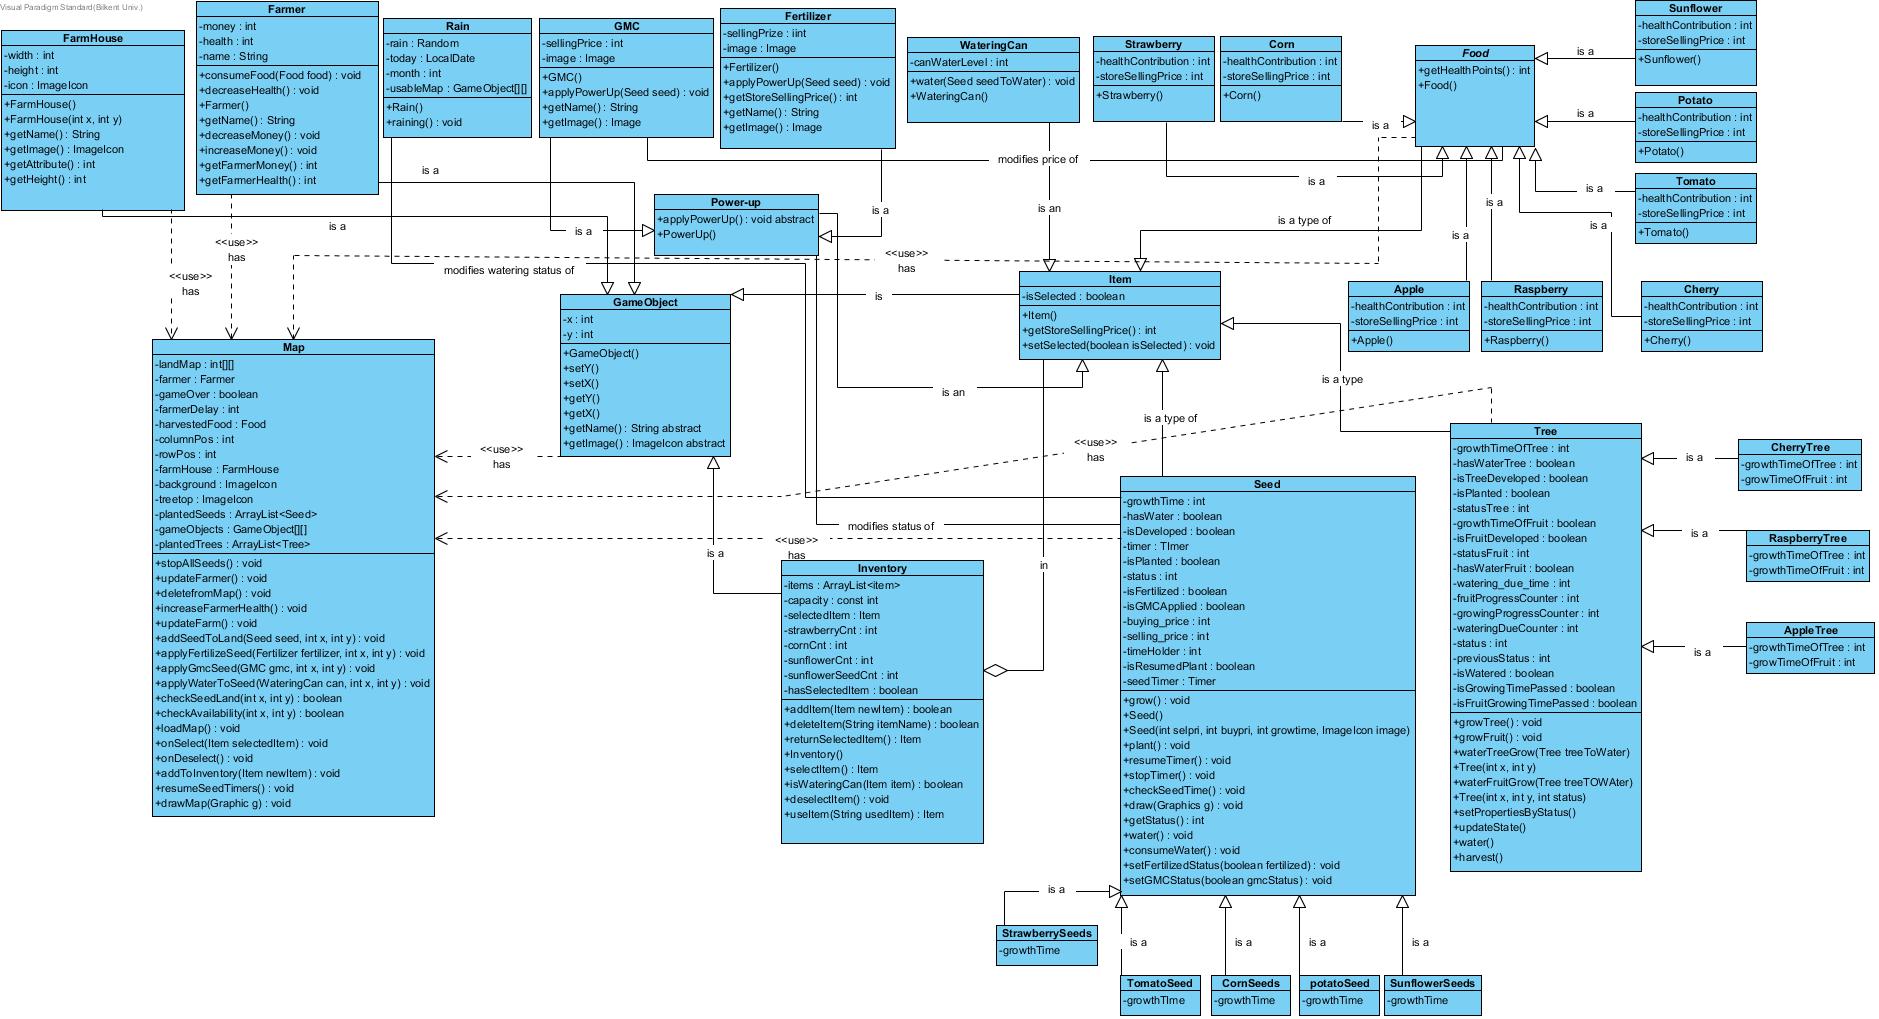 Visual Paradigm Standard(Bilkent Univ.)
FarmHouse
-width : int
-height : int
-icon : ImageIcon
+FarmHouse()
+FarmHouse(int x, int y)
+getName() : String
+getImage() : ImageIcon
+getAttribute() : int
+getHeight() : int
Farmer
-money : int
-health : int
-name : String
+consumeFood(Food food) : void
+decreaseHealth() : void
+Farmer()
+getName() : String
+decreaseMoney() : void
+increaseMoney() : void
+getFarmerMoney() : int
+getFarmerHealth() : int
Rain
-rain : Random
-today : LocalDate
-month : int
-usableMap : GameObject[][]
+Rain()
+raining() : void
GMC
-sellingPrice : int
-image : Image
+GMC()
+applyPowerUp(Seed seed) : void
+getName() : String
+getImage() : Image
Fertilizer
-sellingPrize : iint
-image : Image
+Fertilizer()
+applyPowerUp(Seed seed) : void
+getStoreSellingPrice() : int
+getName() : String
+getImage() : Image
WateringCan
-canWaterLevel : int
+water(Seed seedToWater) : void
+WateringCan()
Strawberry
-healthContribution : int
-storeSellingPrice : int
+Strawberry()
Corn
-healthContribution : int
-storeSellingPrice : int
+Corn()
Food
+getHealthPoints() : int
+Food()
Sunflower
-healthContribution : int
-storeSellingPrice : int
+Sunflower()
Potato
-healthContribution : int
-storeSellingPrice : int
+Potato()
Tomato
-healthContribution : int
-storeSellingPrice : int
+Tomato()
is a
is a
is a
is a
modifies price of
is a
is a
is a
is a
is a
is a
is an
is a type of
is a
is a
Power-up
+applyPowerUp() : void abstract
+PowerUp()
<<use>>
has
<<use>>
has
<<use>>
has
modifies watering status of
Item
-isSelected : boolean
+Item()
+getStoreSellingPrice() : int
+setSelected(boolean isSelected) : void
Apple
-healthContribution : int
-storeSellingPrice : int
+Apple()
Raspberry
-healthContribution : int
-storeSellingPrice : int
+Raspberry()
Cherry
-healthContribution : int
-storeSellingPrice : int
+Cherry()
is
GameObject
-x : int
-y : int
+GameObject()
+setY()
+setX()
+getY()
+getX()
+getName() : String abstract
+getImage() : ImageIcon abstract
Map
-landMap : int[][]
-farmer : Farmer
-gameOver : boolean
-farmerDelay : int
-harvestedFood : Food
-columnPos : int
-rowPos : int
-farmHouse : FarmHouse
-background : ImageIcon
-treetop : ImageIcon
-plantedSeeds : ArrayList<Seed>
-gameObjects : GameObject[][]
-plantedTrees : ArrayList<Tree>
+stopAllSeeds() : void
+updateFarmer() : void
+deletefromMap() : void
+increaseFarmerHealth() : void
+updateFarm() : void
+addSeedToLand(Seed seed, int x, int y) : void
+applyFertilizeSeed(Fertilizer fertilizer, int x, int y) : void
+applyGmcSeed(GMC gmc, int x, int y) : void
+applyWaterToSeed(WateringCan can, int x, int y) : void
+checkSeedLand(int x, int y) : boolean
+checkAvailability(int x, int y) : boolean
+loadMap() : void
+onSelect(Item selectedItem) : void
+onDeselect() : void
+addToInventory(Item newItem) : void
+resumeSeedTimers() : void
+drawMap(Graphic g) : void
is an
is a type
is a type of
<<use>>
has
<<use>>
has
modifies status of
<<use>>
has
is a
in
Inventory
-items : ArrayList<item>
-capacity : const int
-selectedItem : Item
-strawberryCnt : int
-cornCnt : int
-sunflowerCnt : int
-sunflowerSeedCnt : int
-hasSelectedItem : boolean
+addItem(Item newItem) : boolean
+deleteItem(String itemName) : boolean
+returnSelectedItem() : Item
+Inventory()
+selectItem() : Item
+isWateringCan(Item item) : boolean
+deselectItem() : void
+useItem(String usedItem) : Item
Seed
-growthTime : int
-hasWater : boolean
-isDeveloped : boolean
-timer : TImer
-isPlanted : boolean
-status : int
-isFertilized : boolean
-isGMCApplied : boolean
-buying_price : int
-selling_price : int
-timeHolder : int
-isResumedPlant : boolean
-seedTimer : Timer
+grow() : void
+Seed()
+Seed(int selpri, int buypri, int growtime, ImageIcon image)
+plant() : void
+resumeTimer() : void
+stopTimer() : void
+checkSeedTime() : void
+draw(Graphics g) : void
+getStatus() : int
+water() : void
+consumeWater() : void
+setFertilizedStatus(boolean fertilized) : void
+setGMCStatus(boolean gmcStatus) : void
Tree
-growthTimeOfTree : int
-hasWaterTree : boolean
-isTreeDeveloped : boolean
-isPlanted : boolean
-statusTree : int
-growthTimeOfFruit : boolean
-isFruitDeveloped : boolean
-statusFruit : int
-hasWaterFruit : boolean
-watering_due_time : int
-fruitProgressCounter : int
-growingProgressCounter : int
-wateringDueCounter : int
-status : int
-previousStatus : int
-isWatered : boolean
-isGrowingTimePassed : boolean
-isFruitGrowingTimePassed : boolean
+growTree() : void
+growFruit() : void
+waterTreeGrow(Tree treeToWater)
+Tree(int x, int y)
+waterFruitGrow(Tree treeTOWAter)
+Tree(int x, int y, int status)
+setPropertiesByStatus()
+updateState()
+water()
+harvest()
is a
CherryTree
-growthTimeOfTree : int
-growTimeOfFruit : int
is a
RaspberryTree
-growthTimeOfTree : int
-growthTimeOfFruit : int
is a
AppleTree
-growthTimeOfTree : int
-growTimeOfFruit : int
is a
StrawberrySeeds
-growthTime
is a
is a
is a
is a
TomatoSeed
-growthTIme
CornSeeds
-growthTime
potatoSeed
-growthTime
SunflowerSeeds
-growthTime